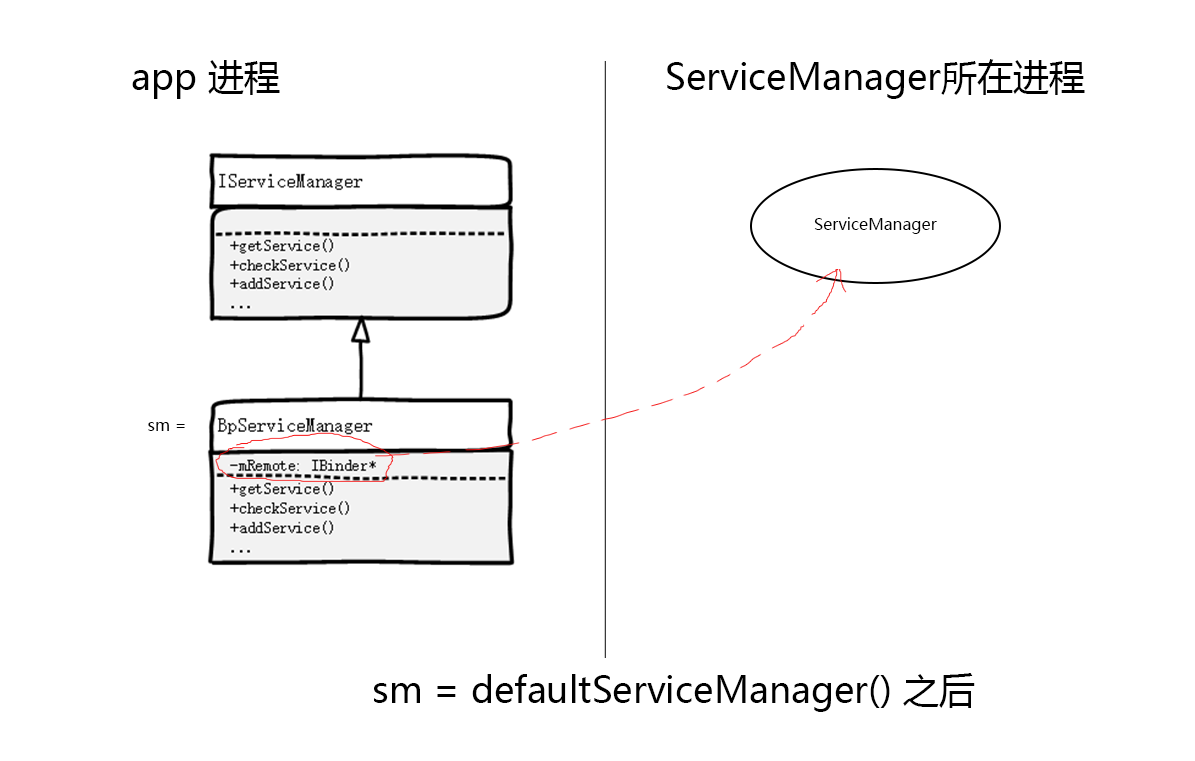 app 进程
ServiceManager所在进程
IServiceManager
+getService()
+checkService()
+addService()
...
ServiceManager
sm =
BpServiceManager
-mRemote: IBinder*
+getService()
+checkService()
+addService()
...
sm = defaultServiceManager() 之后